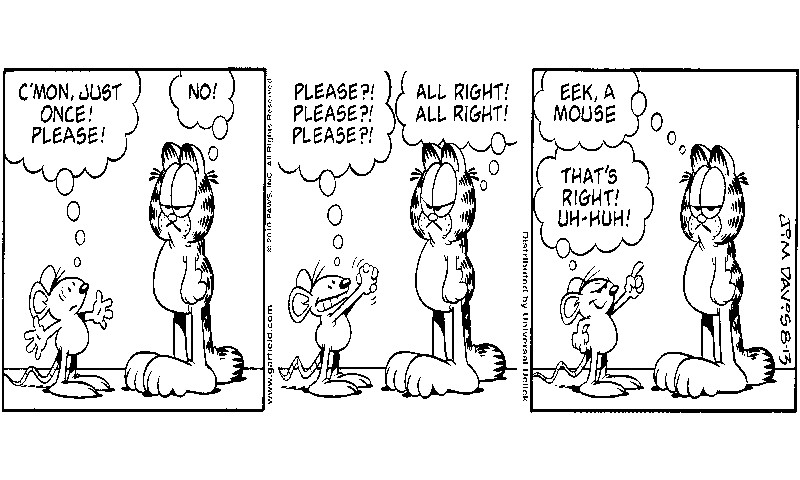 C'MON, JUST
ONCE!
PLEASE!
NO!
© 2010 PAWS, INC. All Rights Reserved.
www.garfield.com
PLEASE?!
PLEASE?!
PLEASE?!
ALL RIGHT!
ALL RIGHT!
Distributed by Universal Uclick
EEK, A
MOUSE
THAT'S
RIGHT!
UH-HUH!
JIM DAVIS 8-13